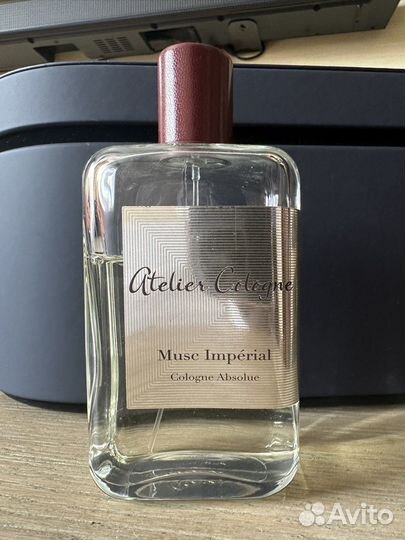 Atelier Cologne
Musc Impérial
Cologne Absolue
Avito